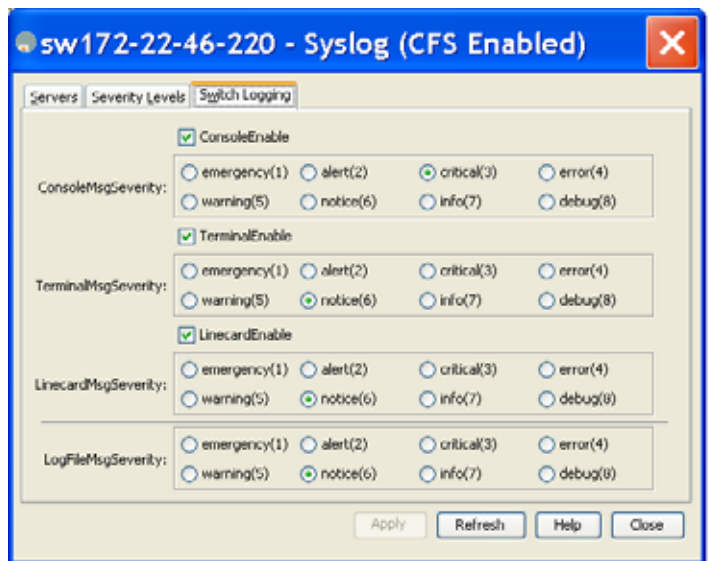 sw172-22-46-220 - Syslog (CFS Enabled)
Servers Severity Levels Switch Logging
ConsoleEnable
ConsoleMsgSeverity:
emergency(1) alert(2) critical(3) error(4)
warning(5) notice(6) info(7) debug(8)
TerminalEnable
TerminalMsgSeverity:
emergency(1) alert(2) critical(3) error(4)
warning(5) notice(6) info(7) debug(8)
LinecardEnable
LinecardMsgSeverity:
emergency(1) alert(2) critical(3) error(4)
warning(5) notice(6) info(7) debug(8)
LogFileMsgSeverity:
emergency(1) alert(2) critical(3) error(4)
warning(5) notice(6) info(7) debug(8)
Apply Refresh Help Close